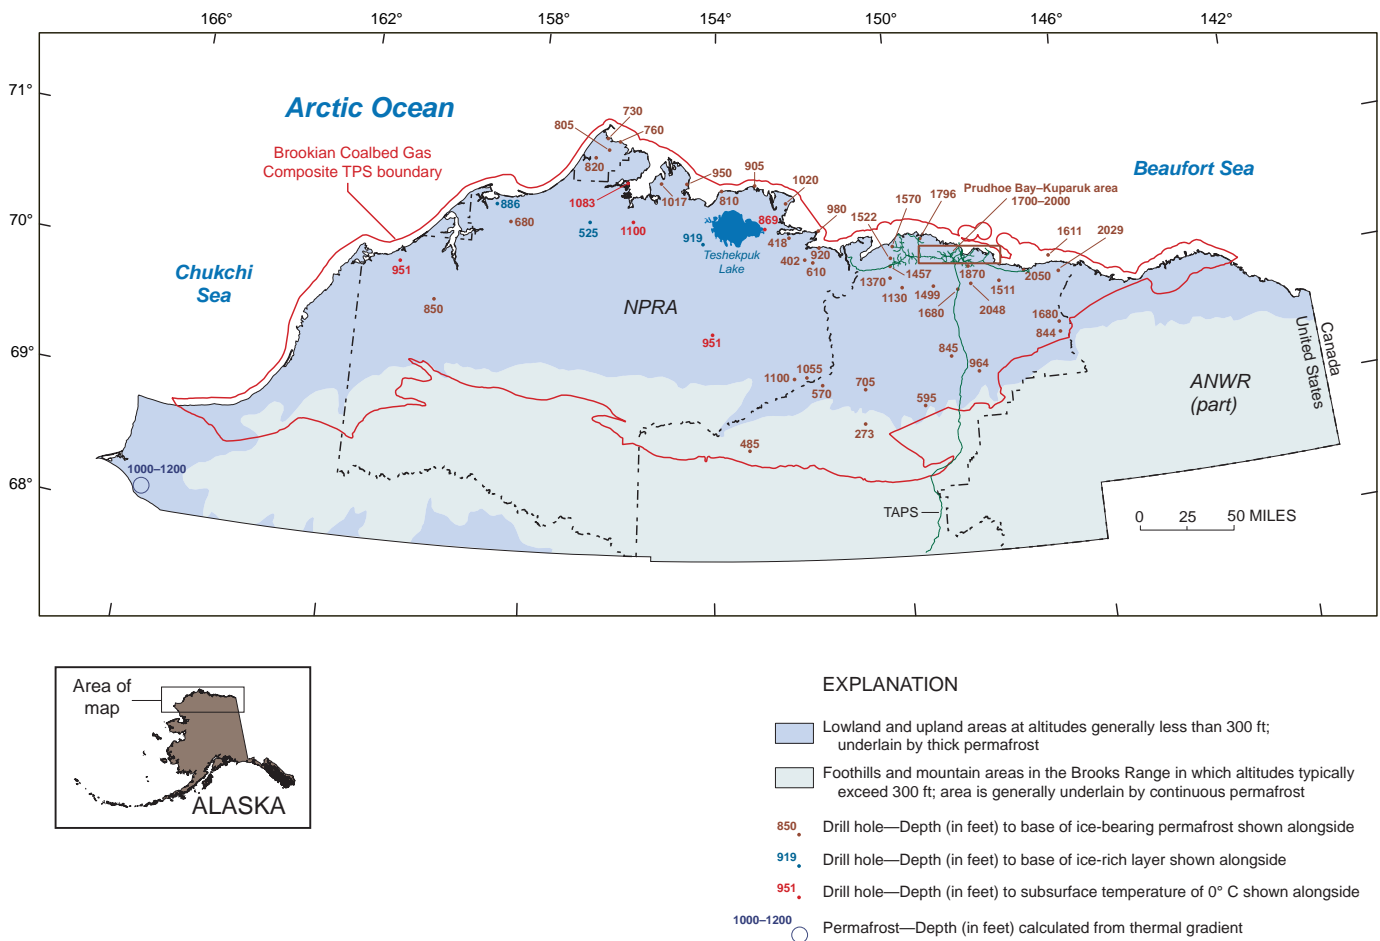 166°
162°
158°
154°
150°
146°
142°
71°
70°
69°
68°
Arctic Ocean
Brookian Coalbed Gas
Composite TPS boundary
Chukchi
Sea
Beaufort Sea
Prudhoe Bay–Kuparuk area
1700–2000
730
805
760
820
950
905
1020
886
680
525
1083
1100
1017
810
869
919
Teshekpuk
Lake
418
980
402
920
610
1522
1570
1796
1611
2029
951
850
NPRA
951
1370
1457
1130
1499
1680
1870
1511
2048
2050
1680
844
845
964
1100
1055
570
705
595
273
485
ANWR
(part)
Canada
United States
1000–1200
TAPS
0 25 50 MILES
Area of
map
ALASKA
EXPLANATION
Lowland and upland areas at altitudes generally less than 300 ft;
underlain by thick permafrost
Foothills and mountain areas in the Brooks Range in which altitudes typically
exceed 300 ft; area is generally underlain by continuous permafrost
850 Drill hole—Depth (in feet) to base of ice-bearing permafrost shown alongside
919 Drill hole—Depth (in feet) to base of ice-rich layer shown alongside
951 Drill hole—Depth (in feet) to subsurface temperature of 0° C shown alongside
1000–1200 Permafrost—Depth (in feet) calculated from thermal gradient